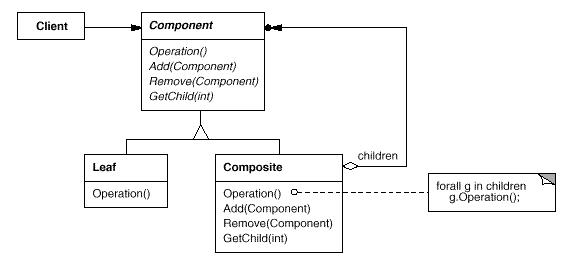 Client
Component
Operation()
Add(Component)
Remove(Component)
GetChild(int)
children
Leaf
Operation()
Composite
Operation()
Add(Component)
Remove(Component)
GetChild(int)
forall g in children
g.Operation();